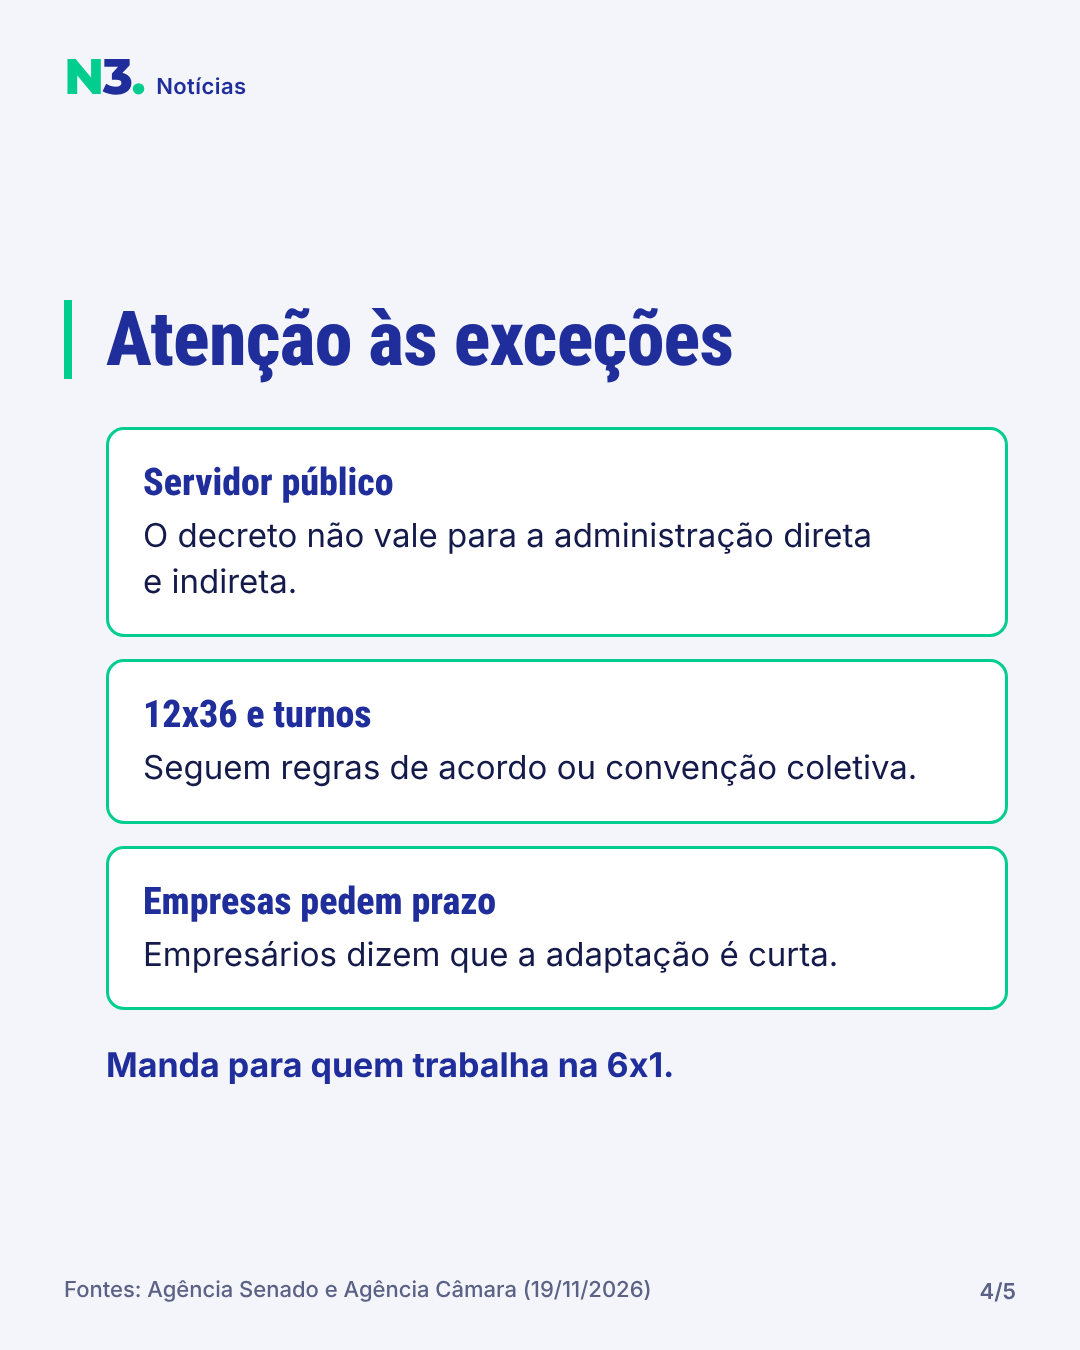 N3. Notícias
Atenção às exceções
Servidor público
O decreto não vale para a administração direta
e indireta.
12x36 e turnos
Seguem regras de acordo ou convenção coletiva.
Empresas pedem prazo
Empresários dizem que a adaptação é curta.
Manda para quem trabalha na 6x1.
Fontes: Agência Senado e Agência Câmara (19/11/2026)
4/5